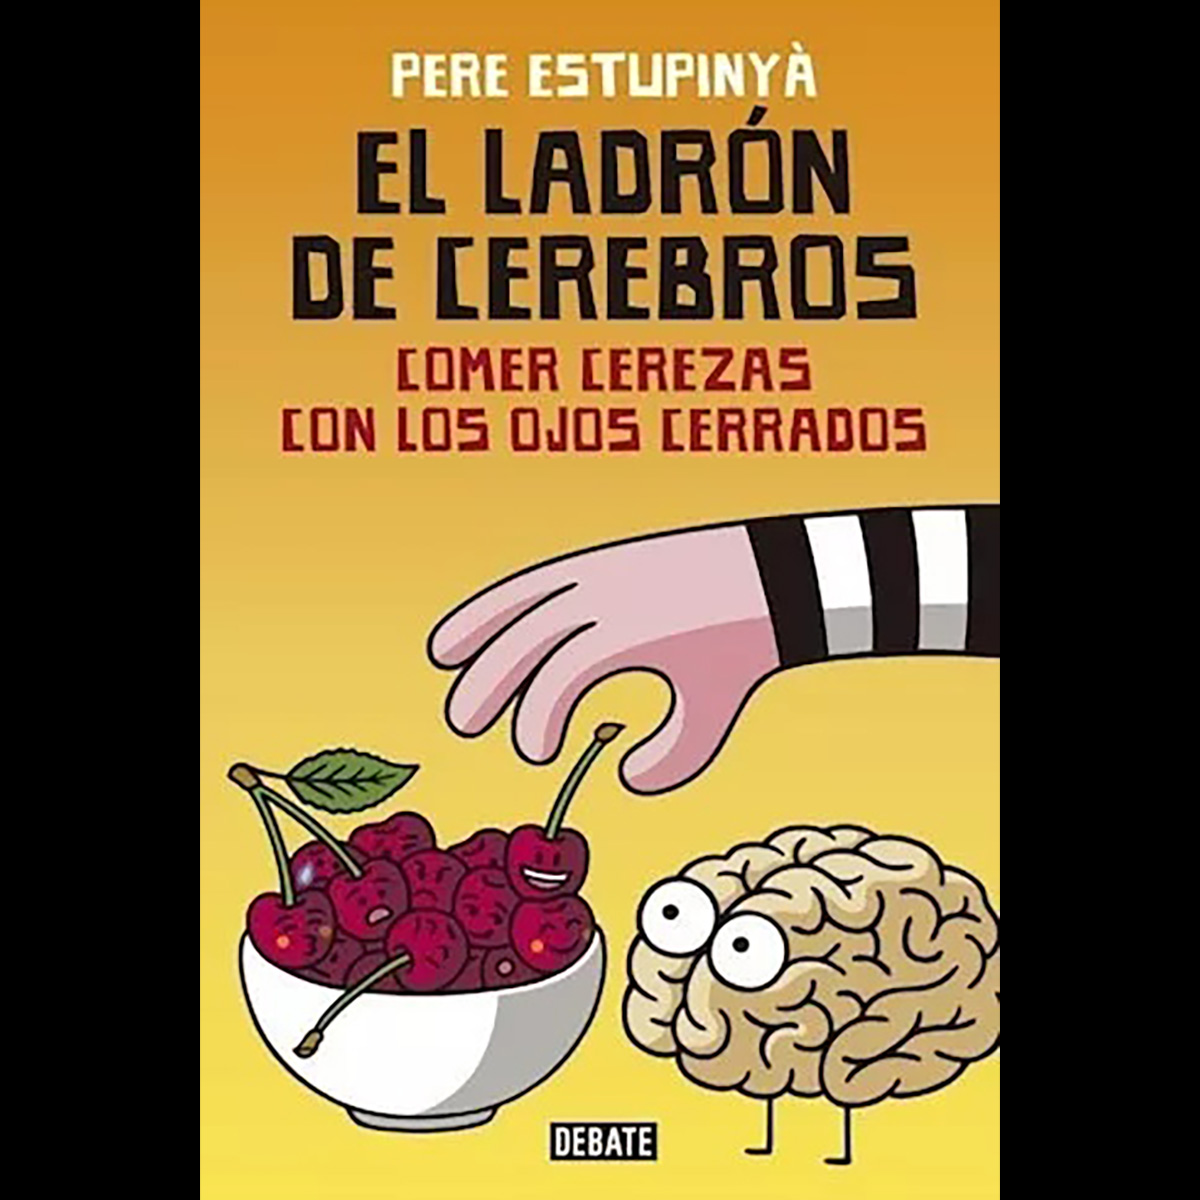 PERE ESTUPINYÀ
EL LADRÓN
DE CEREBROS
COMER CEREZAS
CON LOS OJOS CERRADOS
DEBATE